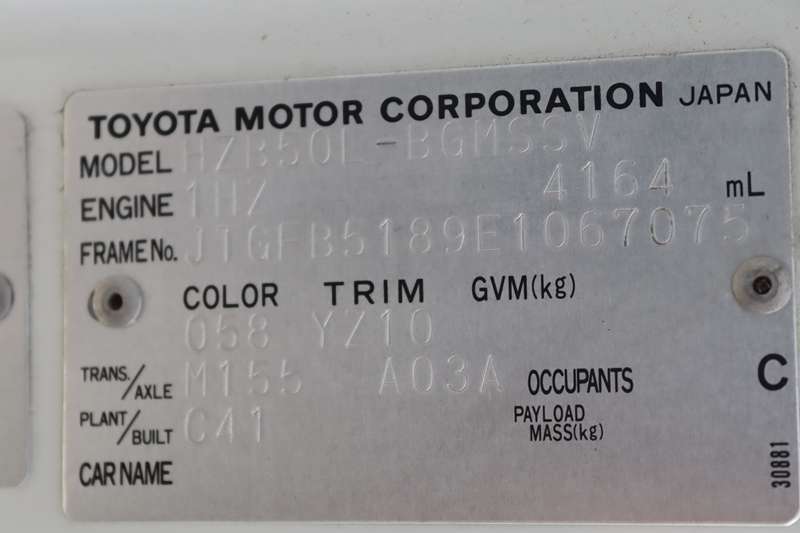 TOYOTA MOTOR CORPORATION JAPAN
MODEL HZB50L-BGMSSV
ENGINE 1HZ 4164 mL
FRAME No. JTGFB5189E1067075
COLOR TRIM GVM(kg)
058 YZ10
TRANS./AXLE M155 A03A OCCUPANTS C
PLANT/BUILT C41 PAYLOAD MASS(kg)
CAR NAME
30881